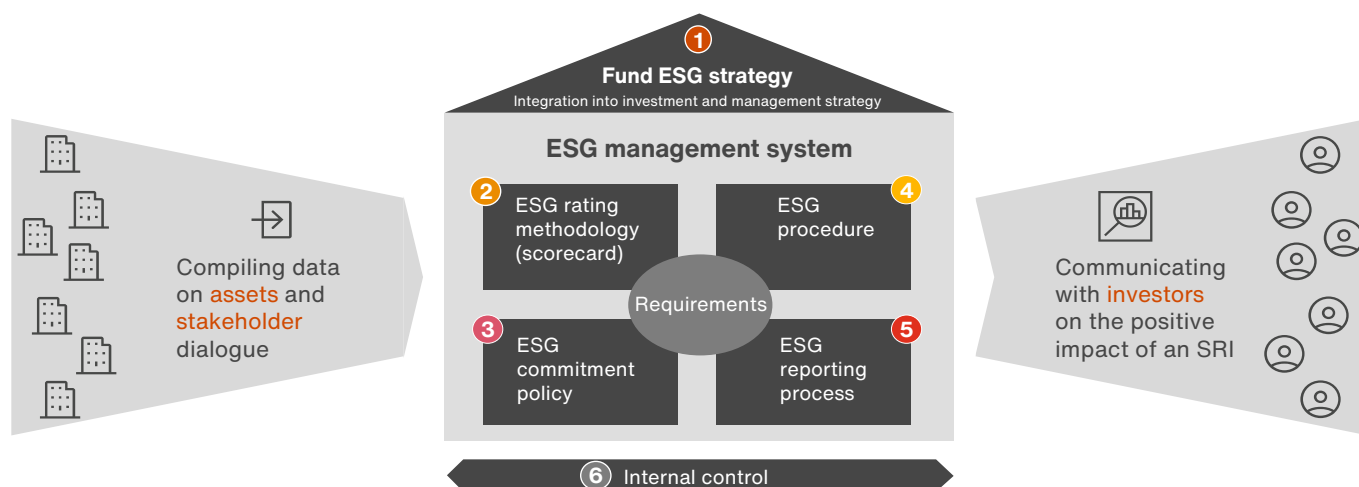 1
Fund ESG strategy
Integration into investment and management strategy
ESG management system
Compiling data
on assets and
stakeholder
dialogue
2
ESG rating
methodology
(scorecard)
4
ESG
procedure
Requirements
3
ESG
commitment
policy
5
ESG
reporting
process
Communicating
with investors
on the positive
impact of an SRI
6 Internal control